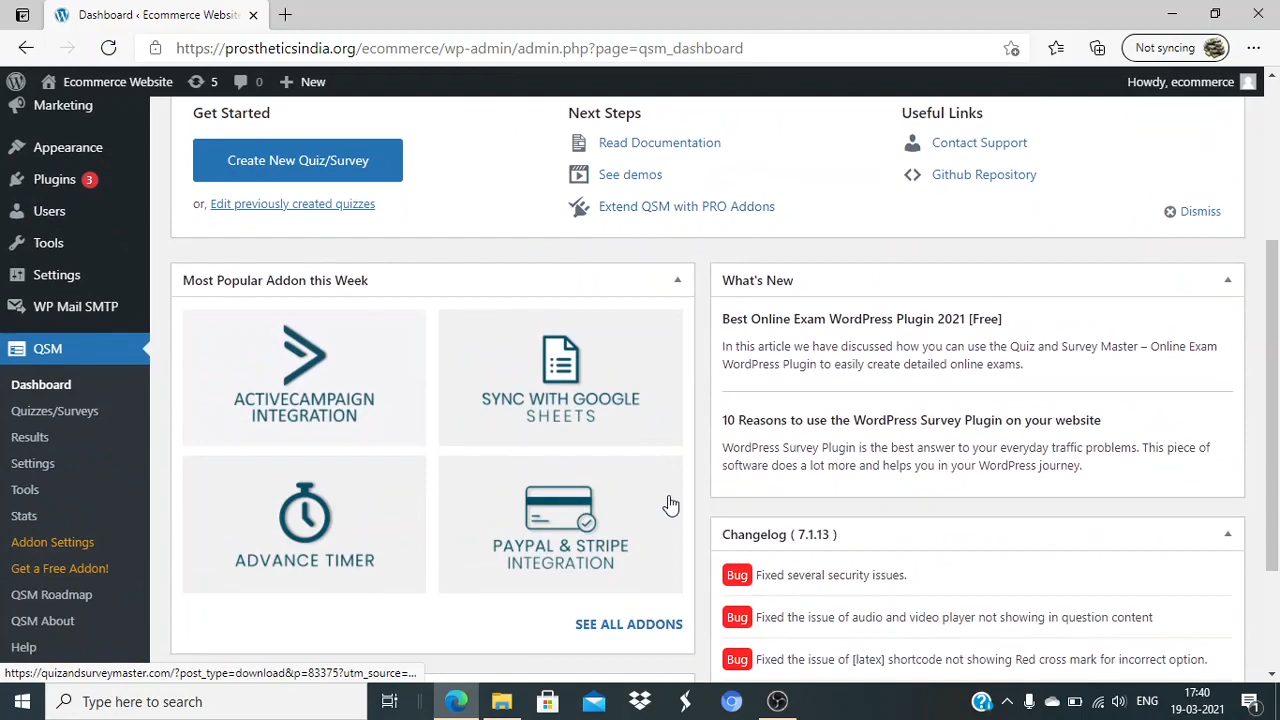 Dashboard ‹ Ecommerce Websit
https://prostheticsindia.org/ecommerce/wp-admin/admin.php?page=qsm_dashboard
Not syncing
Ecommerce Website
5
0
New
Howdy, ecommerce
Marketing
Appearance
Plugins 3
Users
Tools
Settings
WP Mail SMTP
QSM
Dashboard
Quizzes/Surveys
Results
Settings
Tools
Stats
Addon Settings
Get a Free Addon!
QSM Roadmap
QSM About
Help
Get Started
Create New Quiz/Survey
or, Edit previously created quizzes
Next Steps
Read Documentation
See demos
Extend QSM with PRO Addons
Useful Links
Contact Support
Github Repository
Dismiss
Most Popular Addon this Week
ACTIVECAMPAIGN
INTEGRATION
SYNC WITH GOOGLE
SHEETS
ADVANCE TIMER
PAYPAL & STRIPE
INTEGRATION
SEE ALL ADDONS
What's New
Best Online Exam WordPress Plugin 2021 [Free]
In this article we have discussed how you can use the Quiz and Survey Master – Online Exam
WordPress Plugin to easily create detailed online exams.
10 Reasons to use the WordPress Survey Plugin on your website
WordPress Survey Plugin is the best answer to your everyday traffic problems. This piece of
software does a lot more and helps you in your WordPress journey.
Changelog ( 7.1.13 )
Bug Fixed several security issues.
Bug Fixed the issue of audio and video player not showing in question content
Bug Fixed the issue of [latex] shortcode not showing Red cross mark for incorrect option.
https://quizandsurveymaster.com/?post_type=download&p=83375?utm_source=...
Type here to search
ENG
17:40
19-03-2021
1